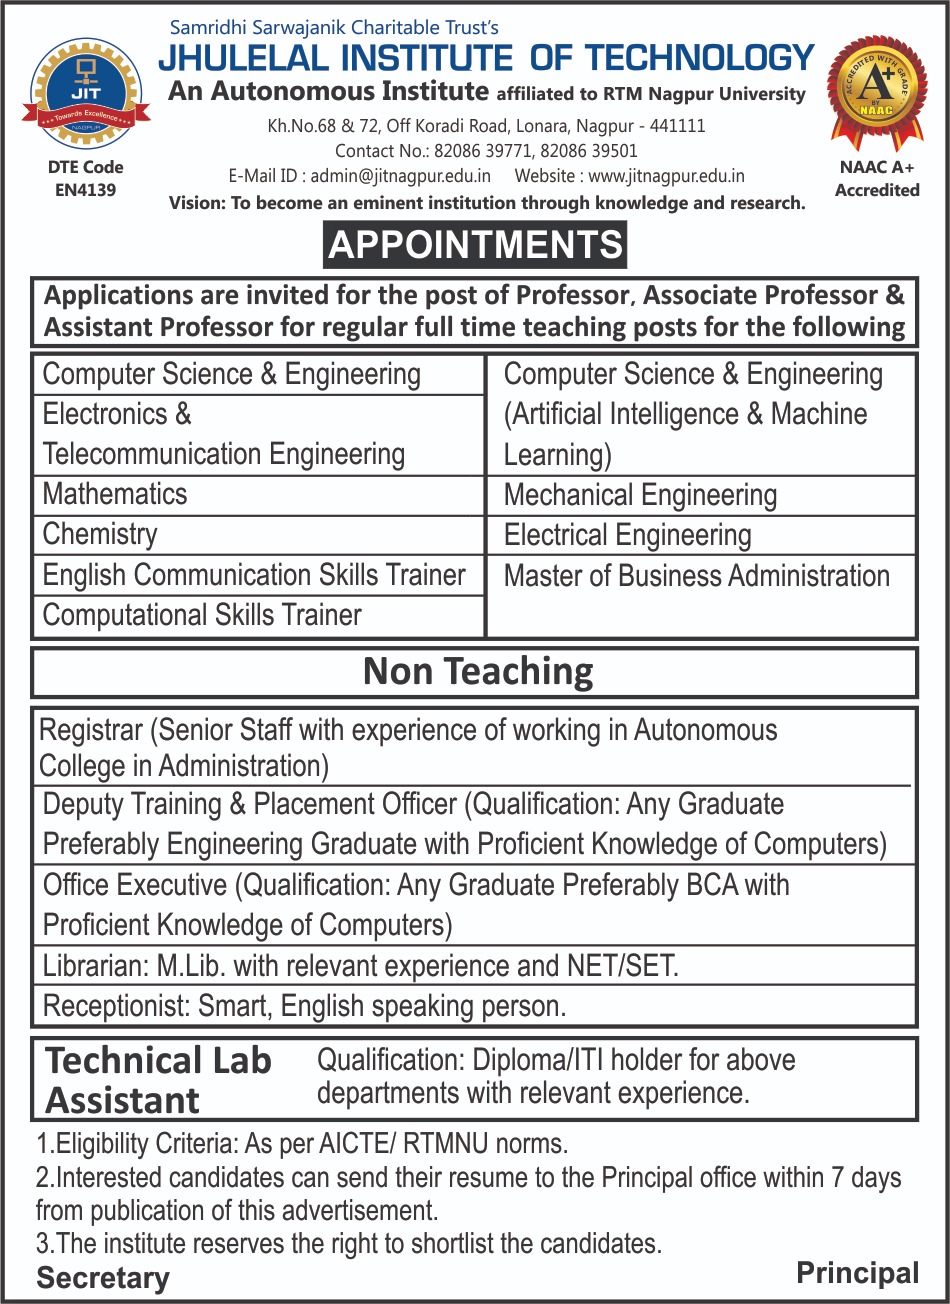 Samridhi Sarwajanik Charitable Trust's
JHULELAL INSTITUTE OF TECHNOLOGY
An Autonomous Institute affiliated to RTM Nagpur University
Kh.No.68 & 72, Off Koradi Road, Lonara, Nagpur - 441111
Contact No.: 82086 39771, 82086 39501
E-Mail ID : admin@jitnagpur.edu.in Website : www.jitnagpur.edu.in
Vision: To become an eminent institution through knowledge and research.
JIT
Towards Excellence
NAGPUR
DTE Code
EN4139
ACCREDITED WITH GRADE
A+
BY
NAAC
NAAC A+
Accredited
APPOINTMENTS
Applications are invited for the post of Professor, Associate Professor &
Assistant Professor for regular full time teaching posts for the following
Computer Science & Engineering
Electronics &
Telecommunication Engineering
Mathematics
Chemistry
English Communication Skills Trainer
Computational Skills Trainer
Computer Science & Engineering
(Artificial Intelligence & Machine
Learning)
Mechanical Engineering
Electrical Engineering
Master of Business Administration
Non Teaching
Registrar (Senior Staff with experience of working in Autonomous
College in Administration)
Deputy Training & Placement Officer (Qualification: Any Graduate
Preferably Engineering Graduate with Proficient Knowledge of Computers)
Office Executive (Qualification: Any Graduate Preferably BCA with
Proficient Knowledge of Computers)
Librarian: M.Lib. with relevant experience and NET/SET.
Receptionist: Smart, English speaking person.
Technical Lab
Assistant
Qualification: Diploma/ITI holder for above
departments with relevant experience.
1.Eligibility Criteria: As per AICTE/ RTMNU norms.
2.Interested candidates can send their resume to the Principal office within 7 days
from publication of this advertisement.
3.The institute reserves the right to shortlist the candidates.
Secretary
Principal